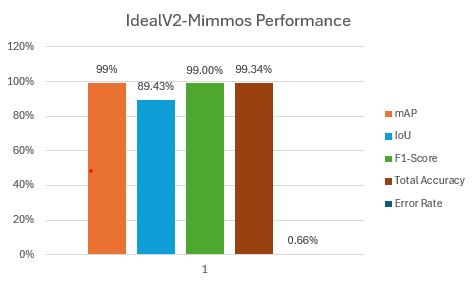 IdealV2-Mimmos Performance
120%
100%
80%
60%
40%
20%
0%
99%
89.43%
99.00%
99.34%
0.66%
1
mAP
IoU
F1-Score
Total Accuracy
Error Rate